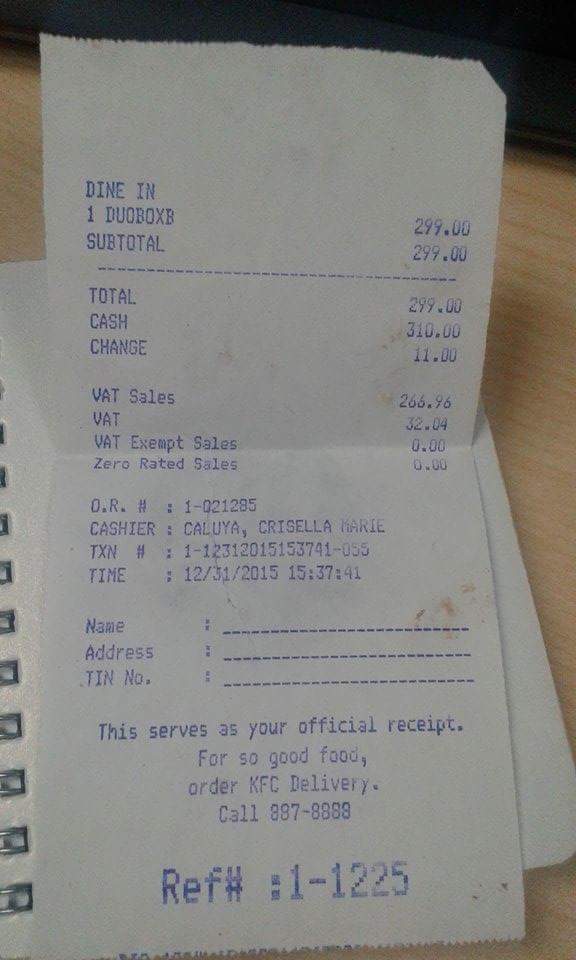 DINE IN
1 DUOBOXB 299.00
SUBTOTAL 299.00
TOTAL 299.00
CASH 310.00
CHANGE 11.00
VAT Sales 266.96
VAT 32.04
VAT Exempt Sales 0.00
Zero Rated Sales 0.00
O.R. # : 1-021285
CASHIER : CALUYA, CRISELLA MARIE
TXN # : 1-12312015153741-055
TIME : 12/31/2015 15:37:41
Name :
Address :
TIN No. :
This serves as your official receipt.
For so good food,
order KFC Delivery.
Call 887-8888
Ref# :1-1225